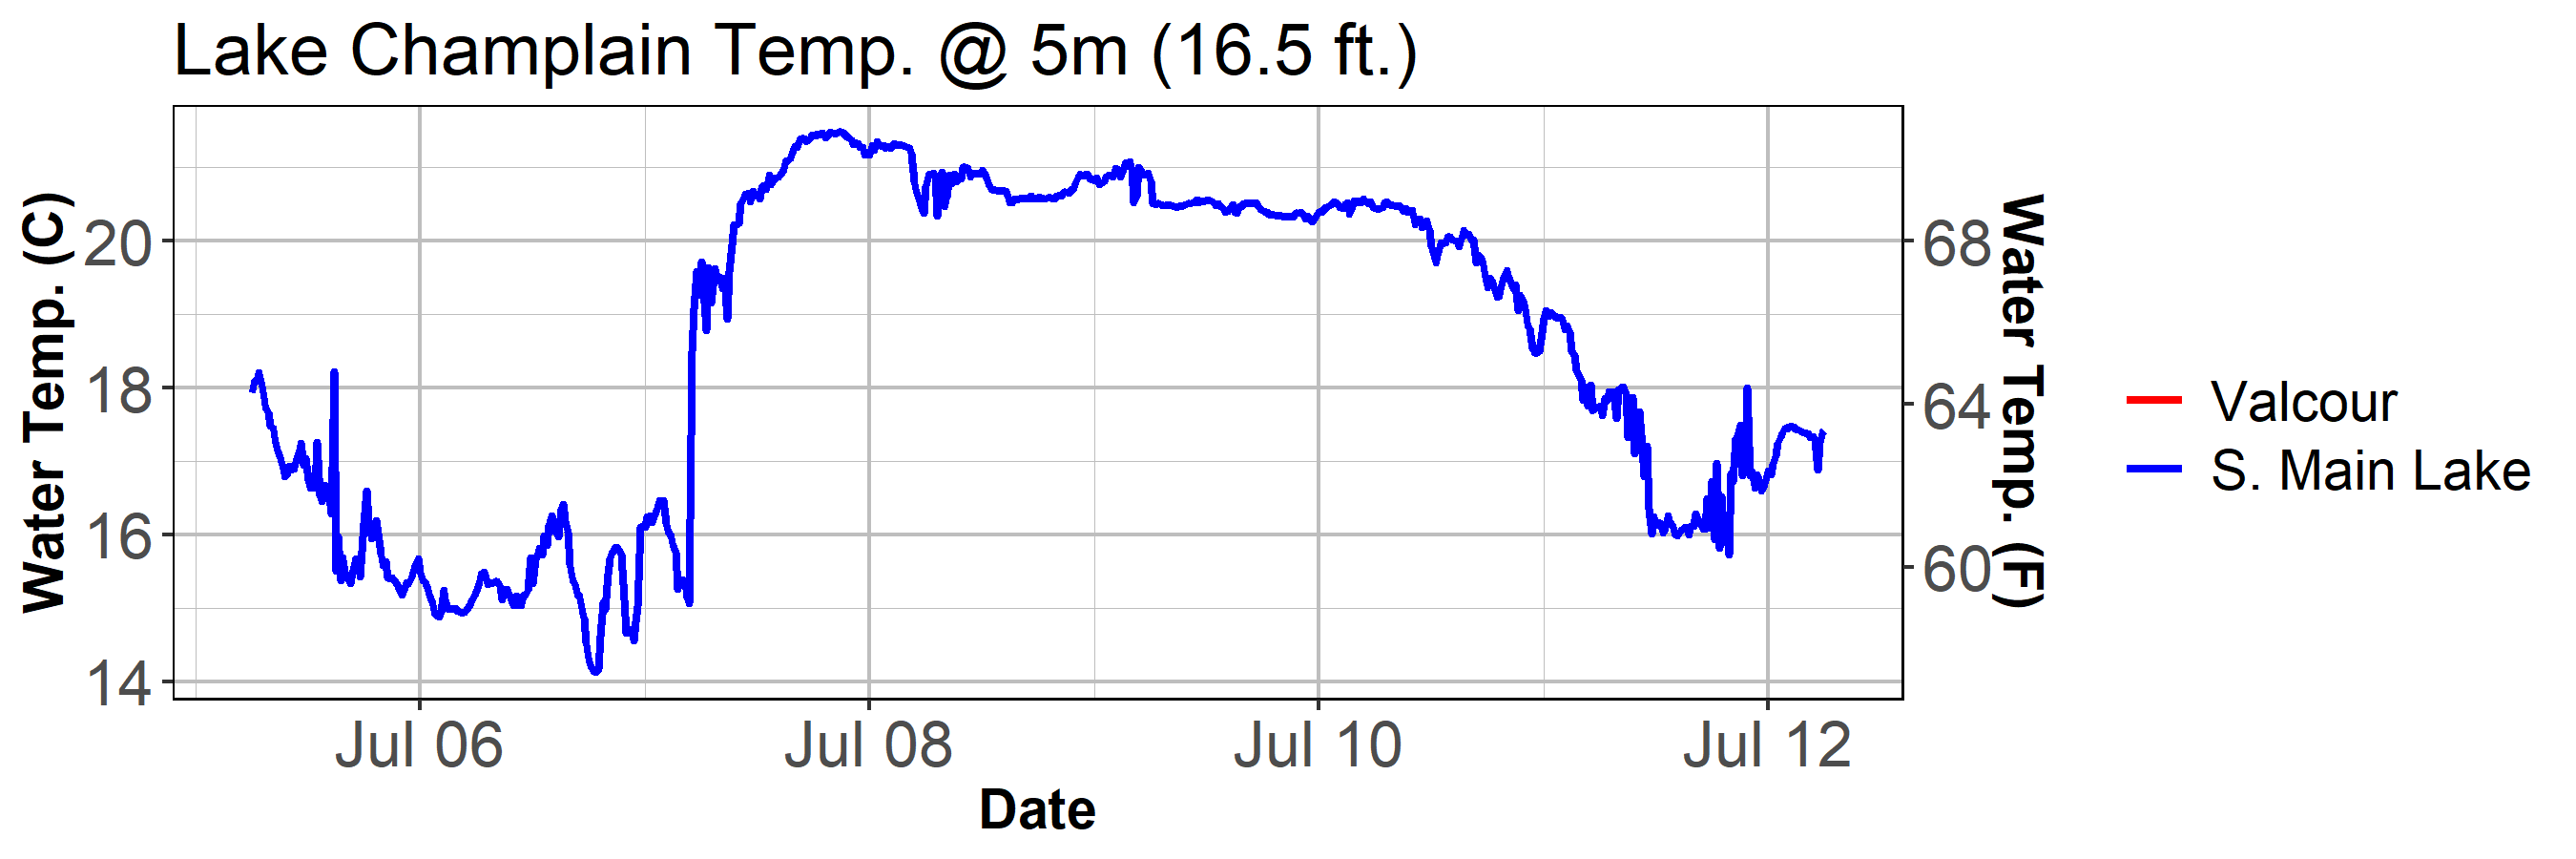 Lake Champlain Temp. @ 5m (16.5 ft.)
Water Temp. (C)
20
18
16
14
68
64
60
Water Temp. (F)
Jul 06 Jul 08 Jul 10 Jul 12
Date
Valcour
S. Main Lake